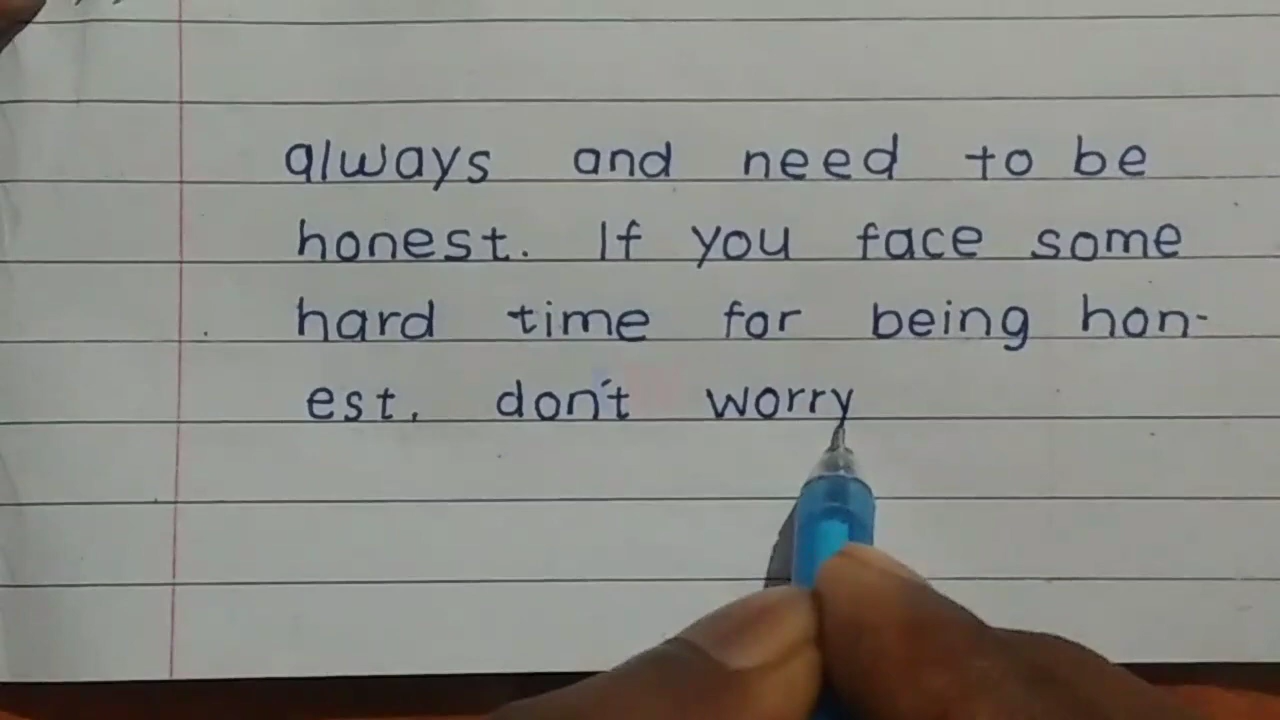 always and need to be
honest. If you face some
hard time for being hon-
est, don't worry